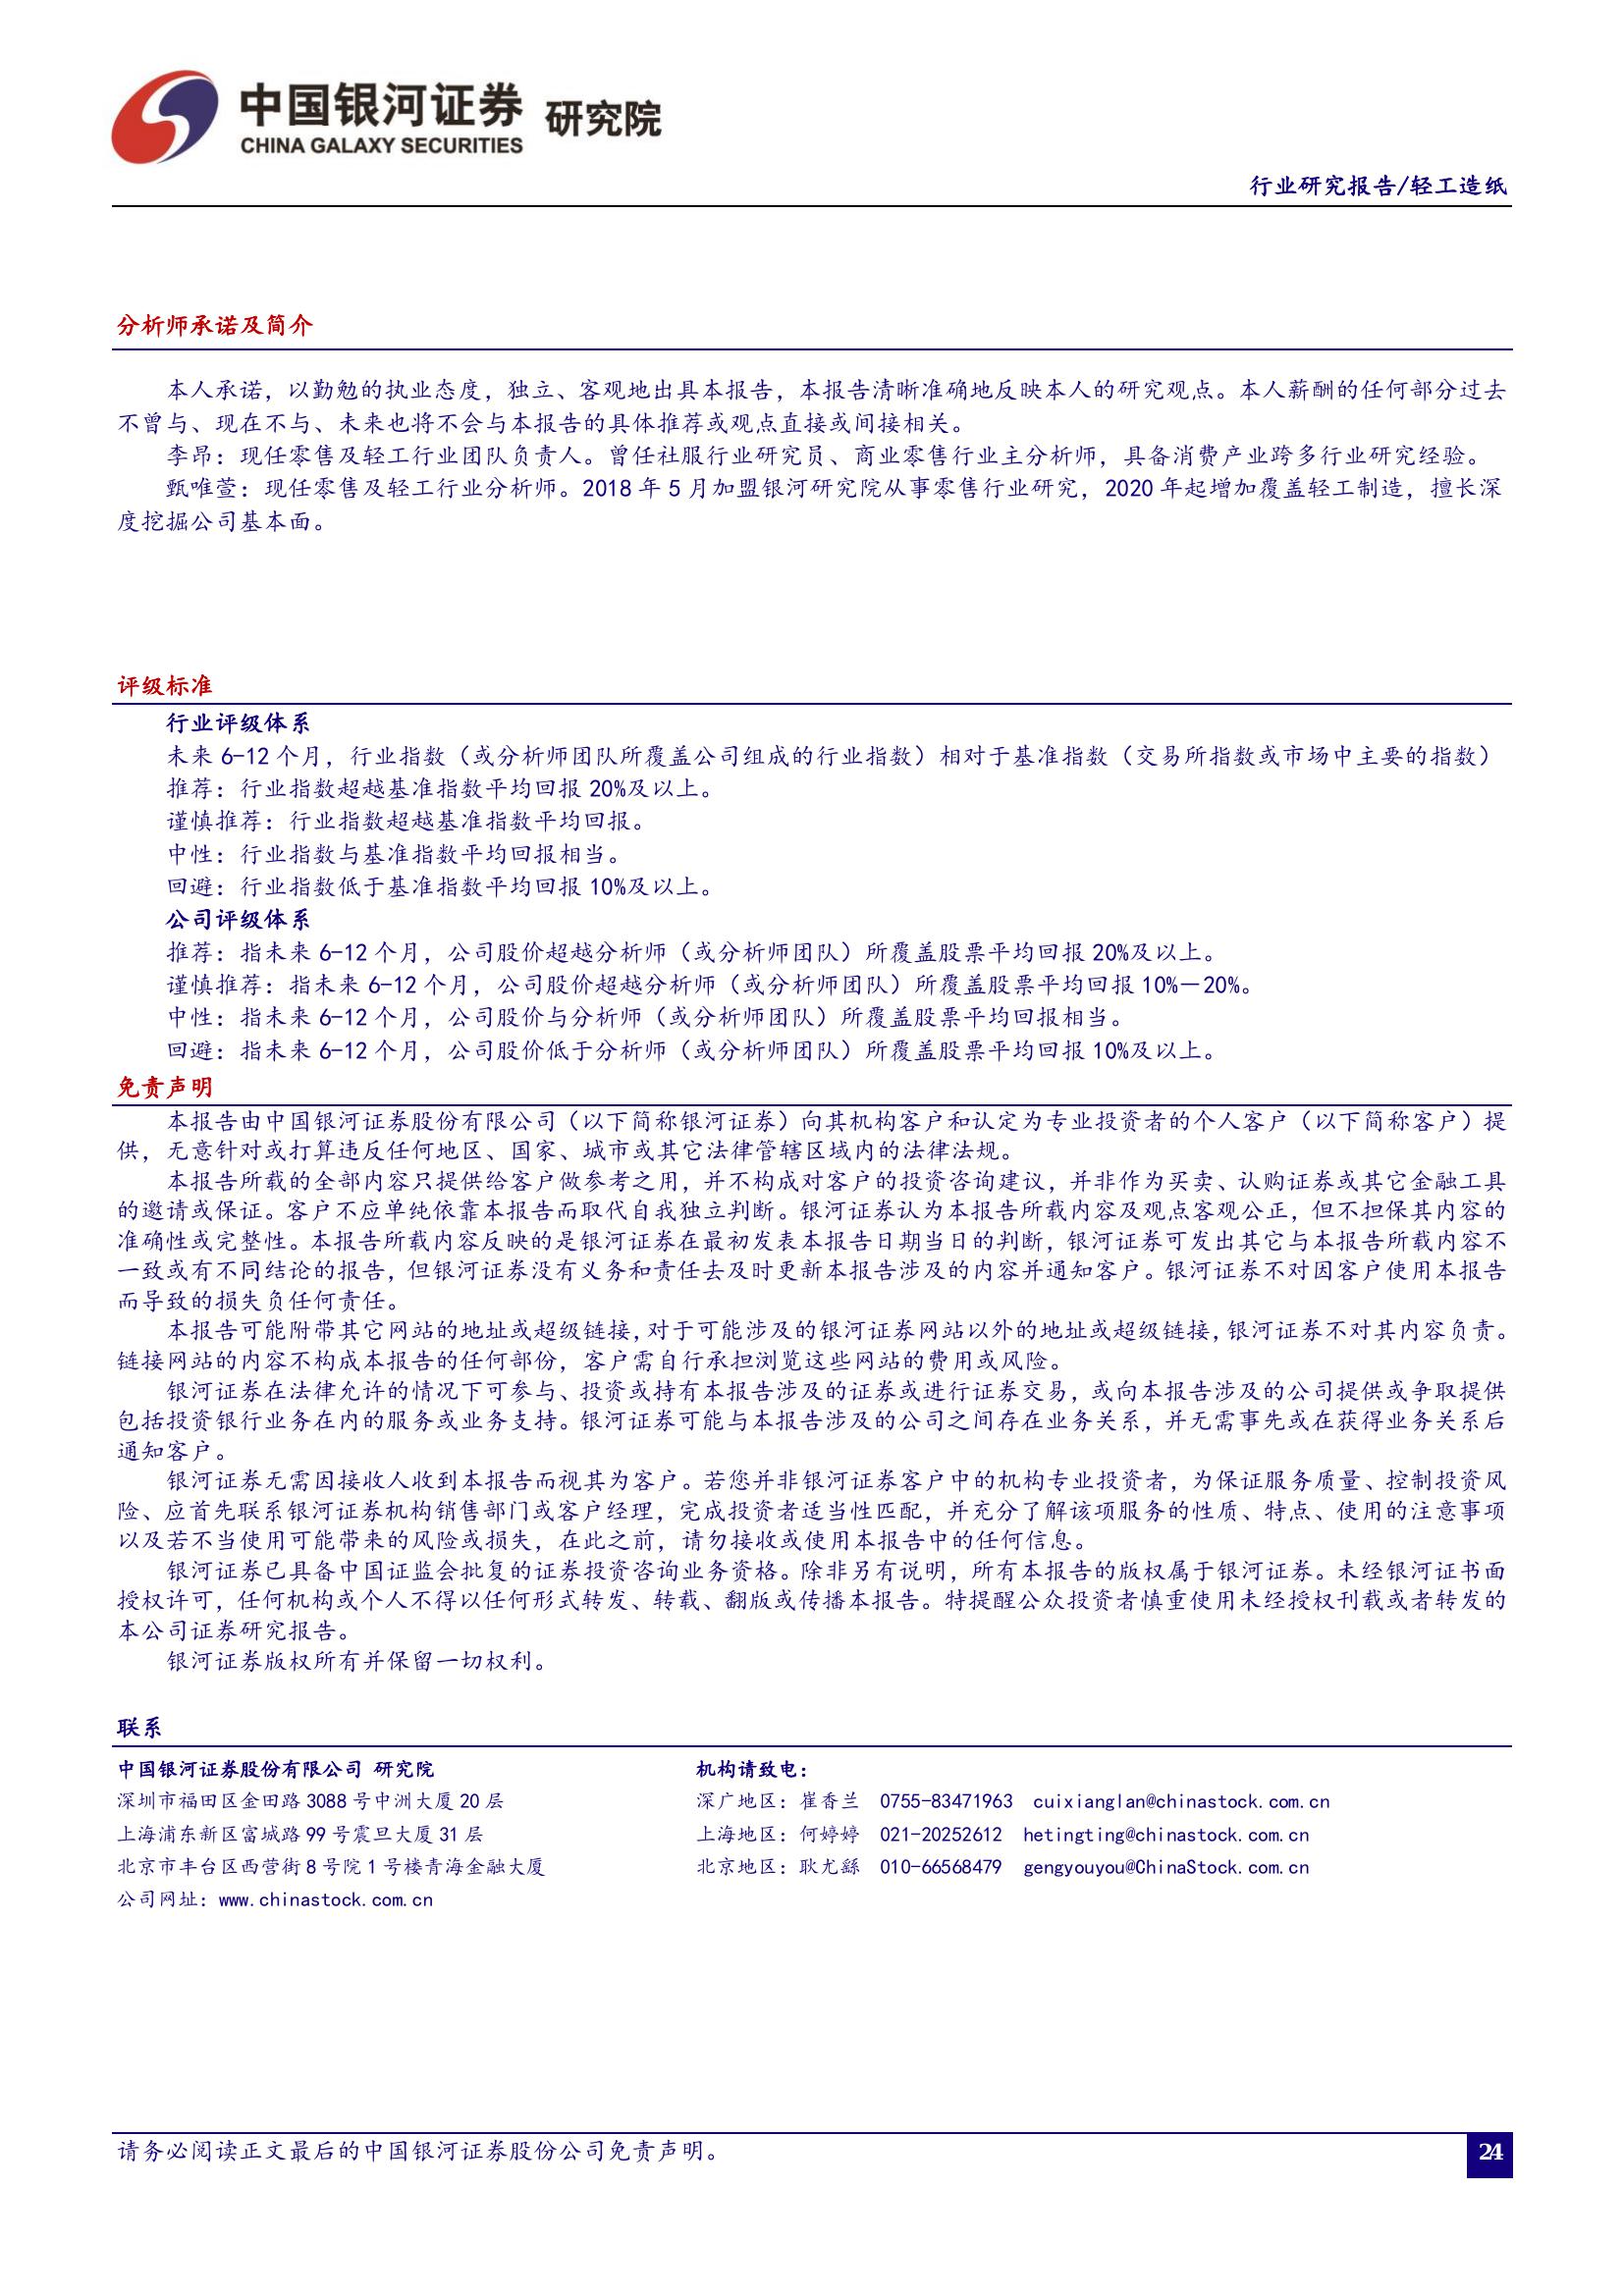 中国银河证券 研究院
CHINA GALAXY SECURITIES
行业研究报告/轻工造纸
分析师承诺及简介
本人承诺，以勤勉的执业态度，独立、客观地出具本报告，本报告清晰准确地反映本人的研究观点。本人薪酬的任何部分过去
不曾与、现在不与、未来也将不会与本报告的具体推荐或观点直接或间接相关。
李昂：现任零售及轻工行业团队负责人。曾任社服行业研究员、商业零售行业主分析师，具备消费产业跨多行业研究经验。
甄唯萱：现任零售及轻工行业分析师。2018 年 5 月加盟银河研究院从事零售行业研究，2020 年起增加覆盖轻工制造，擅长深
度挖掘公司基本面。
评级标准
行业评级体系
未来 6-12 个月，行业指数（或分析师团队所覆盖公司组成的行业指数）相对于基准指数（交易所指数或市场中主要的指数）
推荐：行业指数超越基准指数平均回报 20%及以上。
谨慎推荐：行业指数超越基准指数平均回报。
中性：行业指数与基准指数平均回报相当。
回避：行业指数低于基准指数平均回报 10%及以上。
公司评级体系
推荐：指未来 6-12 个月，公司股价超越分析师（或分析师团队）所覆盖股票平均回报 20%及以上。
谨慎推荐：指未来 6-12 个月，公司股价超越分析师（或分析师团队）所覆盖股票平均回报 10%－20%。
中性：指未来 6-12 个月，公司股价与分析师（或分析师团队）所覆盖股票平均回报相当。
回避：指未来 6-12 个月，公司股价低于分析师（或分析师团队）所覆盖股票平均回报 10%及以上。
免责声明
本报告由中国银河证券股份有限公司（以下简称银河证券）向其机构客户和认定为专业投资者的个人客户（以下简称客户）提
供，无意针对或打算违反任何地区、国家、城市或其它法律管辖区域内的法律法规。
本报告所载的全部内容只提供给客户做参考之用，并不构成对客户的投资咨询建议，并非作为买卖、认购证券或其它金融工具
的邀请或保证。客户不应单纯依靠本报告而取代自我独立判断。银河证券认为本报告所载内容及观点客观公正，但不担保其内容的
准确性或完整性。本报告所载内容反映的是银河证券在最初发表本报告日期当日的判断，银河证券可发出其它与本报告所载内容不
一致或有不同结论的报告，但银河证券没有义务和责任去及时更新本报告涉及的内容并通知客户。银河证券不对因客户使用本报告
而导致的损失负任何责任。
本报告可能附带其它网站的地址或超级链接，对于可能涉及的银河证券网站以外的地址或超级链接，银河证券不对其内容负责。
链接网站的内容不构成本报告的任何部份，客户需自行承担浏览这些网站的费用或风险。
银河证券在法律允许的情况下可参与、投资或持有本报告涉及的证券或进行证券交易，或向本报告涉及的公司提供或争取提供
包括投资银行业务在内的服务或业务支持。银河证券可能与本报告涉及的公司之间存在业务关系，并无需事先或在获得业务关系后
通知客户。
银河证券无需因接收人收到本报告而视其为客户。若您并非银河证券客户中的机构专业投资者，为保证服务质量、控制投资风
险、应首先联系银河证券机构销售部门或客户经理，完成投资者适当性匹配，并充分了解该项服务的性质、特点、使用的注意事项
以及若不当使用可能带来的风险或损失，在此之前，请勿接收或使用本报告中的任何信息。
银河证券已具备中国证监会批复的证券投资咨询业务资格。除非另有说明，所有本报告的版权属于银河证券。未经银河证书面
授权许可，任何机构或个人不得以任何形式转发、转载、翻版或传播本报告。特提醒公众投资者慎重使用未经授权刊载或者转发的
本公司证券研究报告。
银河证券版权所有并保留一切权利。
联系
中国银河证券股份有限公司 研究院 机构请致电：
深圳市福田区金田路 3088 号中洲大厦 20 层 深广地区：崔香兰 0755-83471963 cuixianglan@chinastock.com.cn
上海浦东新区富城路 99 号震旦大厦 31 层 上海地区：何婷婷 021-20252612 hetingting@chinastock.com.cn
北京市丰台区西营街 8 号院 1 号楼青海金融大厦 北京地区：耿尤繇 010-66568479 gengyouyou@ChinaStock.com.cn
公司网址：www.chinastock.com.cn
请务必阅读正文最后的中国银河证券股份公司免责声明。
24